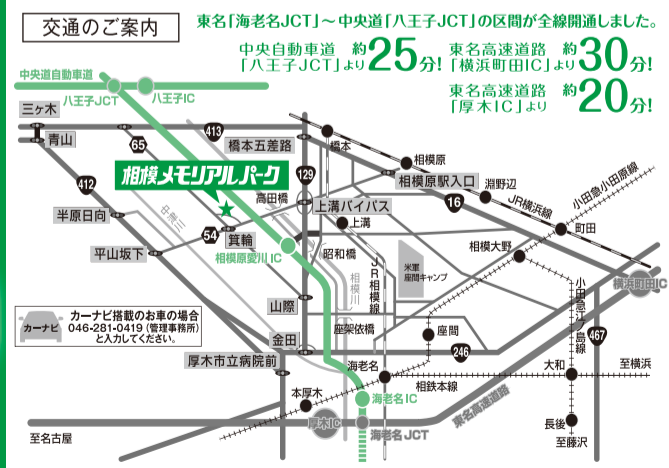 交通のご案内
東名「海老名JCT」～中央道「八王子JCT」の区間が全線開通しました。
中央自動車道
「八王子JCT」より
約25分!
東名高速道路
「横浜町田IC」より
約30分!
東名高速道路
「厚木IC」より
約20分!
中央道自動車道
八王子JCT
八王子IC
三ヶ木
青山
65
413
橋本五差路
橋本
相模原
相模原駅入口
淵野辺
JR横浜線
小田急小田原線
412
相模メモリアルパーク
高田橋
129
上溝バイパス
上溝
16
町田
半原日向
中津川
54
箕輪
相模原愛川IC
昭和橋
相模大野
平山坂下
相模川
JR相模線
米軍
座間キャンプ
横浜町田IC
小田急江ノ島線
カーナビ
カーナビ搭載のお車の場合
046-281-0419（管理事務所）
と入力してください。
山際
座架依橋
座間
467
金田
246
厚木市立病院前
海老名
大和
至横浜
相鉄本線
本厚木
海老名IC
東名高速道路
厚木IC
海老名JCT
長後
至名古屋
至藤沢